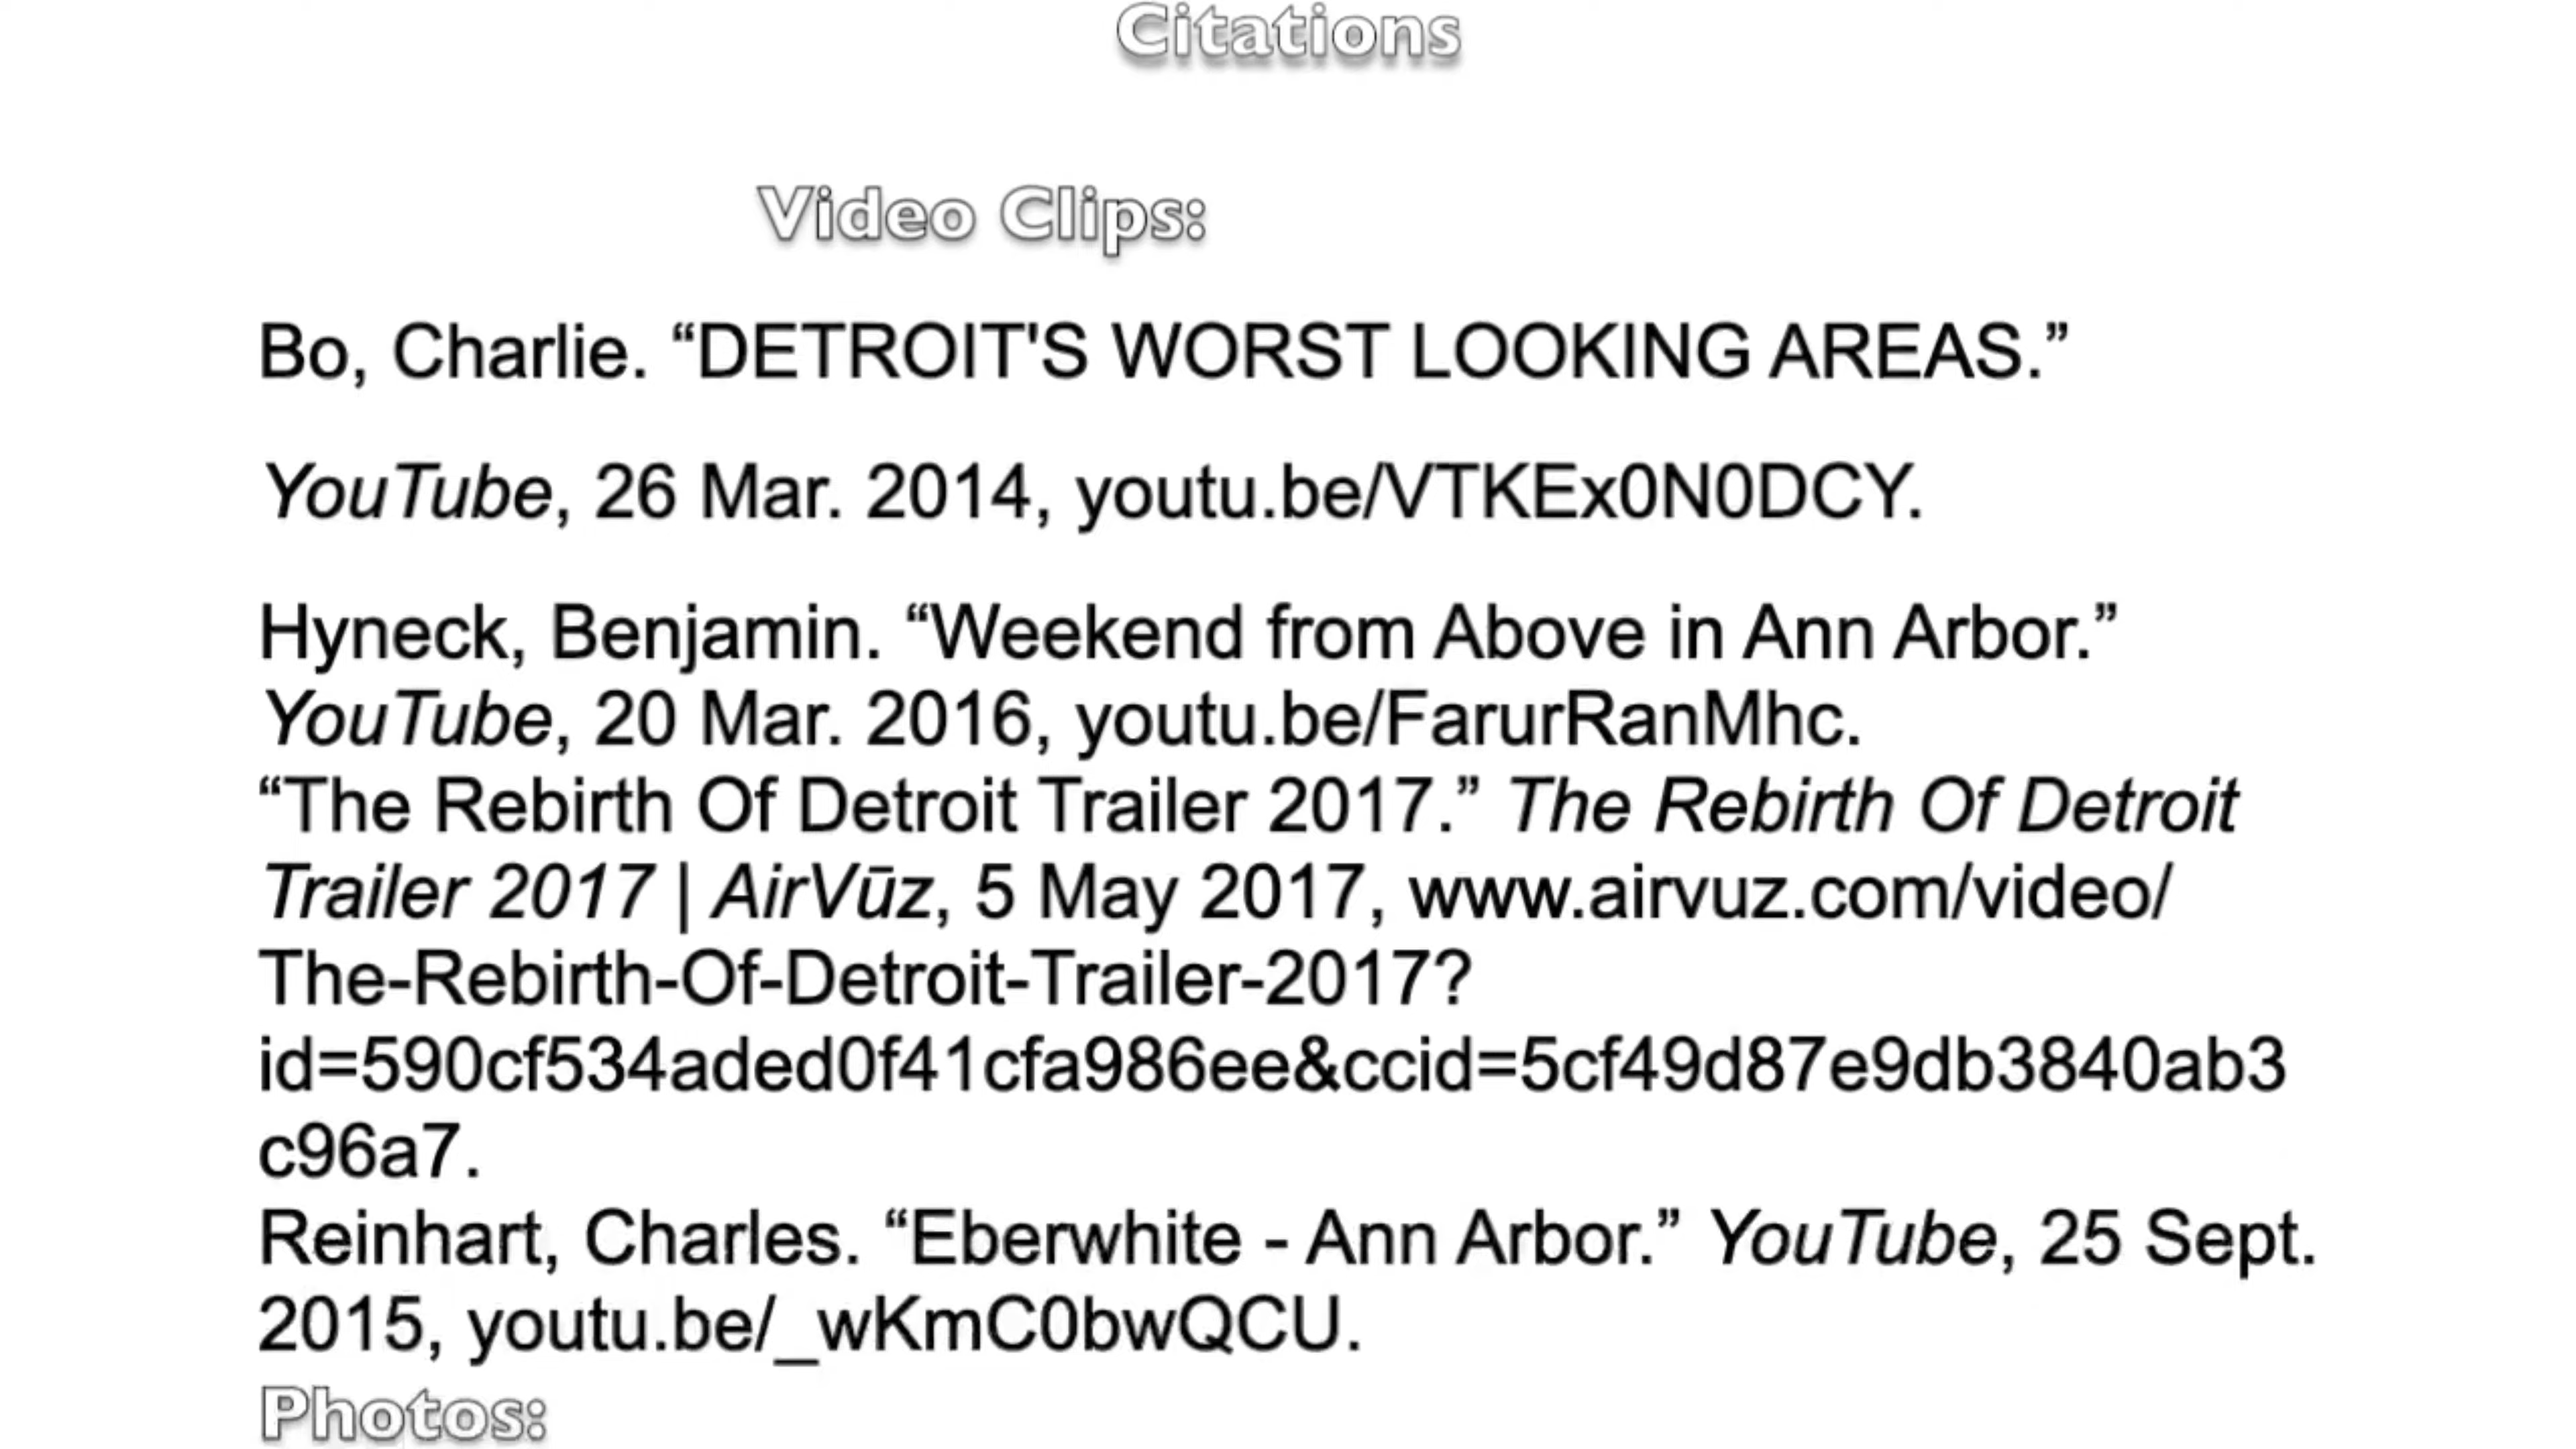 Citations
Video Clips:
Bo, Charlie. “DETROIT'S WORST LOOKING AREAS.”
YouTube, 26 Mar. 2014, youtu.be/VTKEx0N0DCY.
Hyneck, Benjamin. “Weekend from Above in Ann Arbor.”
YouTube, 20 Mar. 2016, youtu.be/FarurRanMhc.
“The Rebirth Of Detroit Trailer 2017.” The Rebirth Of Detroit
Trailer 2017 | AirVūz, 5 May 2017, www.airvuz.com/video/
The-Rebirth-Of-Detroit-Trailer-2017?
id=590cf534aded0f41cfa986ee&ccid=5cf49d87e9db3840ab3
c96a7.
Reinhart, Charles. “Eberwhite - Ann Arbor.” YouTube, 25 Sept.
2015, youtu.be/_wKmC0bwQCU.
Photos: